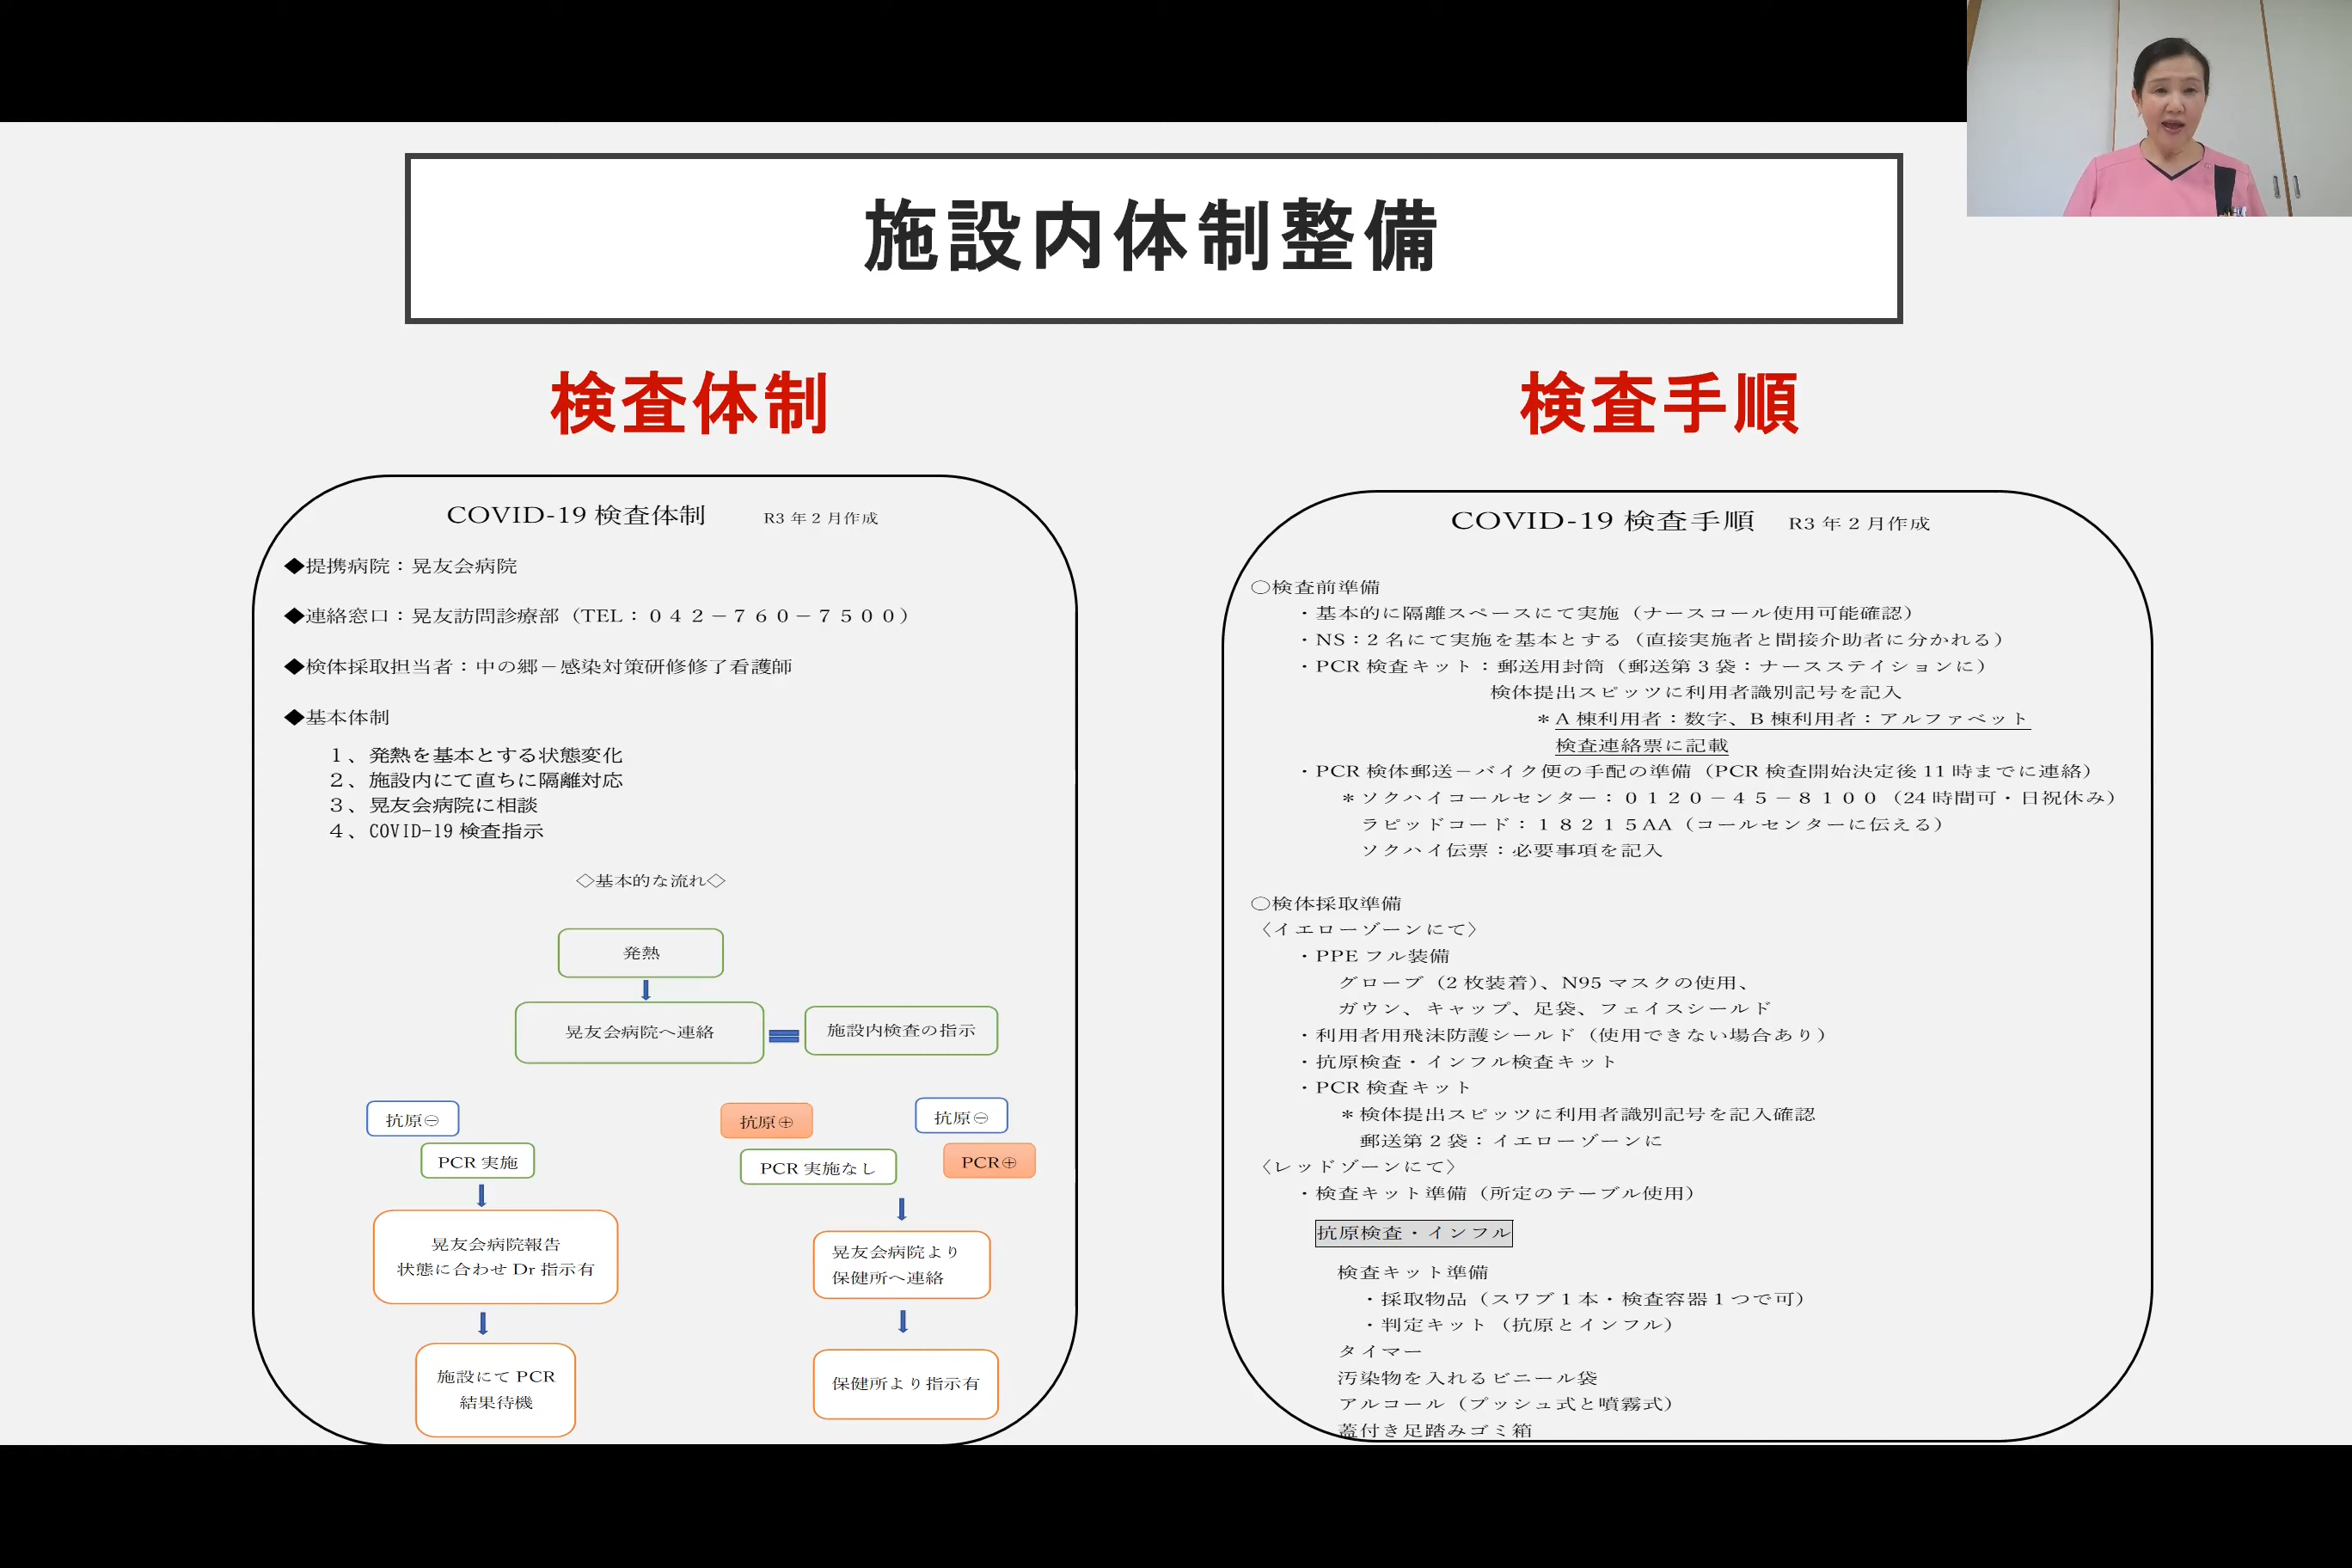 施設内体制整備
検査体制
COVID-19 検査体制 R3 年 2 月作成
◆提携病院：晃友会病院
◆連絡窓口：晃友訪問診療部（TEL：０４２－７６０－７５００）
◆検体採取担当者：中の郷－感染対策研修修了看護師
◆基本体制
１、発熱を基本とする状態変化
２、施設内にて直ちに隔離対応
３、晃友会病院に相談
４、COVID-19 検査指示
◇基本的な流れ◇
発熱
晃友会病院へ連絡
施設内検査の指示
抗原㊀
PCR 実施
晃友会病院報告
状態に合わせ Dr 指示有
施設にて PCR
結果待機
抗原⊕
PCR 実施なし
抗原㊀
PCR⊕
晃友会病院より
保健所へ連絡
保健所より指示有
検査手順
COVID-19 検査手順 R3 年 2 月作成
○検査前準備
・基本的に隔離スペースにて実施（ナースコール使用可能確認）
・NS：2 名にて実施を基本とする（直接実施者と間接介助者に分かれる）
・PCR 検査キット：郵送用封筒（郵送第 3 袋：ナースステイションに）
検体提出スピッツに利用者識別記号を記入
＊A 棟利用者：数字、B 棟利用者：アルファベット
検査連絡票に記載
・PCR 検体郵送－バイク便の手配の準備（PCR 検査開始決定後 11 時までに連絡）
＊ソクハイコールセンター：０１２０－４５－８１００（24 時間可・日祝休み）
ラピッドコード：１８２１５AA（コールセンターに伝える）
ソクハイ伝票：必要事項を記入
○検体採取準備
〈イエローゾーンにて〉
・PPE フル装備
グローブ（2 枚装着）、N95 マスクの使用、
ガウン、キャップ、足袋、フェイスシールド
・利用者用飛沫防護シールド（使用できない場合あり）
・抗原検査・インフル検査キット
・PCR 検査キット
＊検体提出スピッツに利用者識別記号を記入確認
郵送第 2 袋：イエローゾーンに
〈レッドゾーンにて〉
・検査キット準備（所定のテーブル使用）
抗原検査・インフル
検査キット準備
・採取物品（スワブ 1 本・検査容器 1 つで可）
・判定キット（抗原とインフル）
タイマー
汚染物を入れるビニール袋
アルコール（プッシュ式と噴霧式）
蓋付き足踏みゴミ箱